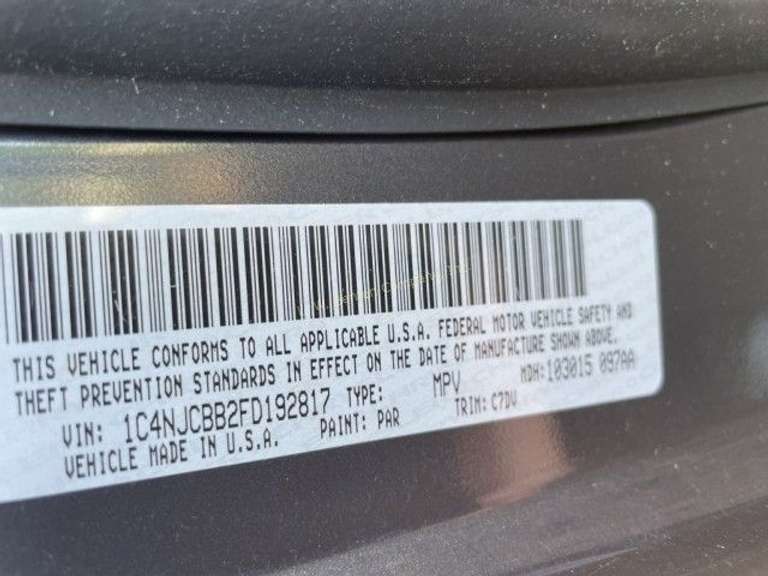 THIS VEHICLE CONFORMS TO ALL APPLICABLE U.S.A. FEDERAL MOTOR VEHICLE SAFETY AND
THEFT PREVENTION STANDARDS IN EFFECT ON THE DATE OF MANUFACTURE SHOWN ABOVE.
VIN: 1C4NJCBB2FD192817 TYPE: MPV MDH:103015 097AA
VEHICLE MADE IN U.S.A. PAINT: PAR TRIM: C7DV